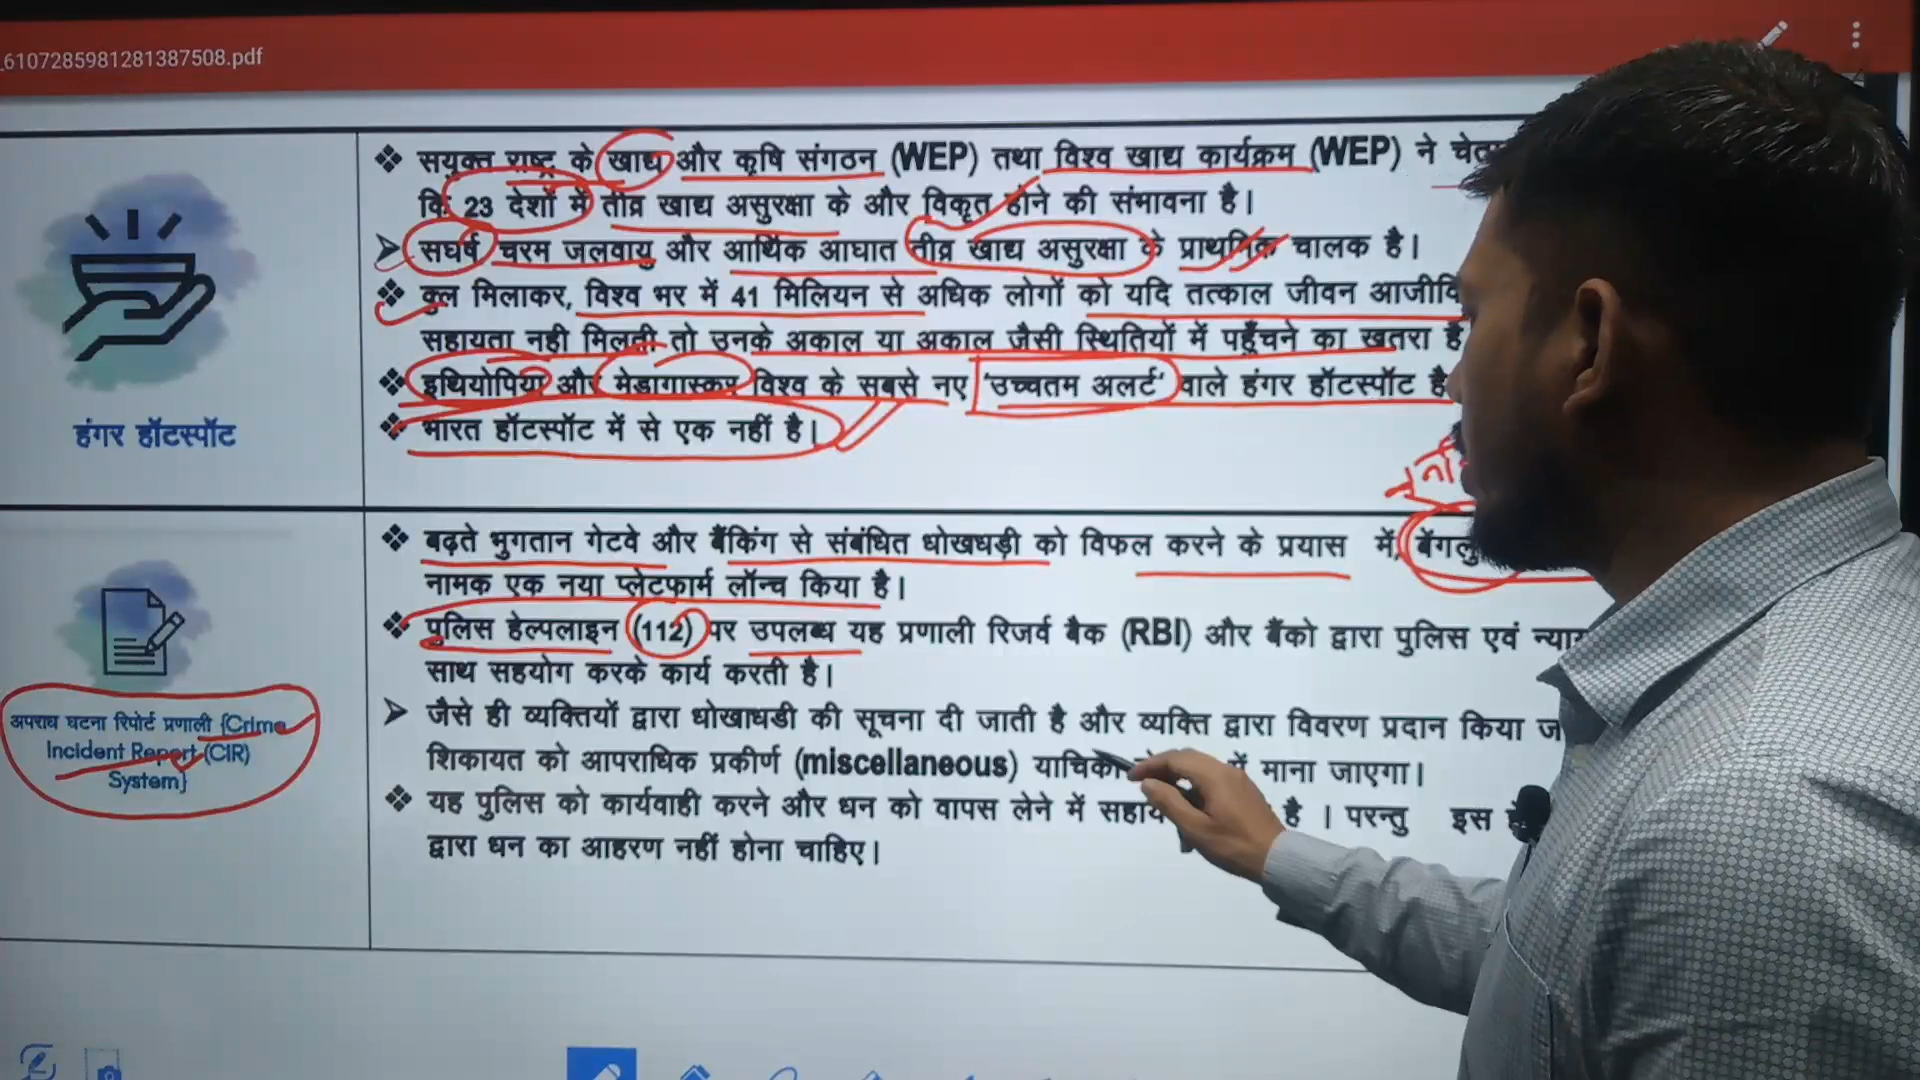 _6107285981281387508.pdf
❖ सयुक्त राष्ट्र के खाद्य और कृषि संगठन (WEP) तथा विश्व खाद्य कार्यक्रम (WEP) ने
कि 23 देशों में तीव्र खाद्य असुरक्षा के और विकृत होने की संभावना है।
➤ सघर्ष चरम जलवायु और आर्थिक आघात तीव्र खाद्य असुरक्षा के प्राथमिक चालक है।
❖ कुल मिलाकर, विश्व भर में 41 मिलियन से अधिक लोगों को यदि तत्काल जीवन
सहायता नही मिलती तो उनके अकाल या अकाल जैसी स्थितियों में पहुँचने का खतरा है
❖ इथियोपिया और मेडागास्कर विश्व के सबसे नए 'उच्चतम अलर्ट' वाले हंगर हॉटस्पॉट है
❖ भारत हॉटस्पॉट में से एक नहीं है।
हंगर हॉटस्पॉट
❖ बढ़ते भुगतान गेटवे और बैंकिंग से संबंधित धोखधड़ी को विफल करने के प्रयास में,
नामक एक नया प्लेटफार्म लॉन्च किया है।
❖ पुलिस हेल्पलाइन (112) पर उपलब्ध यह प्रणाली रिजर्व बैक (RBI) और बैंको द्वारा पुलिस एवं
साथ सहयोग करके कार्य करती है।
➤ जैसे ही व्यक्तियों द्वारा धोखाधडी की सूचना दी जाती है और व्यक्ति द्वारा विवरण प्रदान किया
शिकायत को आपराधिक प्रकीर्ण (miscellaneous) में माना जाएगा।
❖ यह पुलिस को कार्यवाही करने और धन को वापस लेने में है । परन्तु इस
द्वारा धन का आहरण नहीं होना चाहिए।
अपराध घटना रिपोर्ट प्रणाली {Crime
Incident Report (CIR)
System}